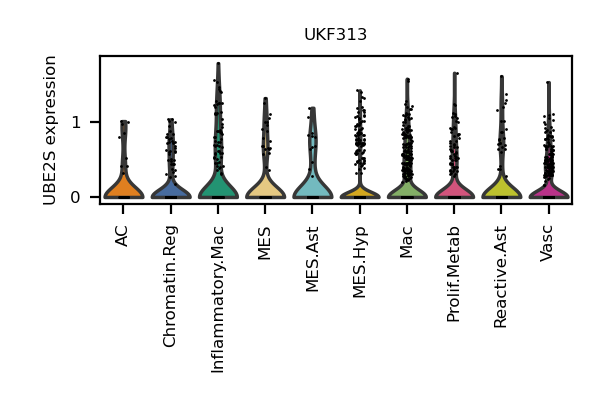 UKF313
UBE2S expression
1
0
AC
Chromatin.Reg
Inflammatory.Mac
MES
MES.Ast
MES.Hyp
Mac
Prolif.Metab
Reactive.Ast
Vasc